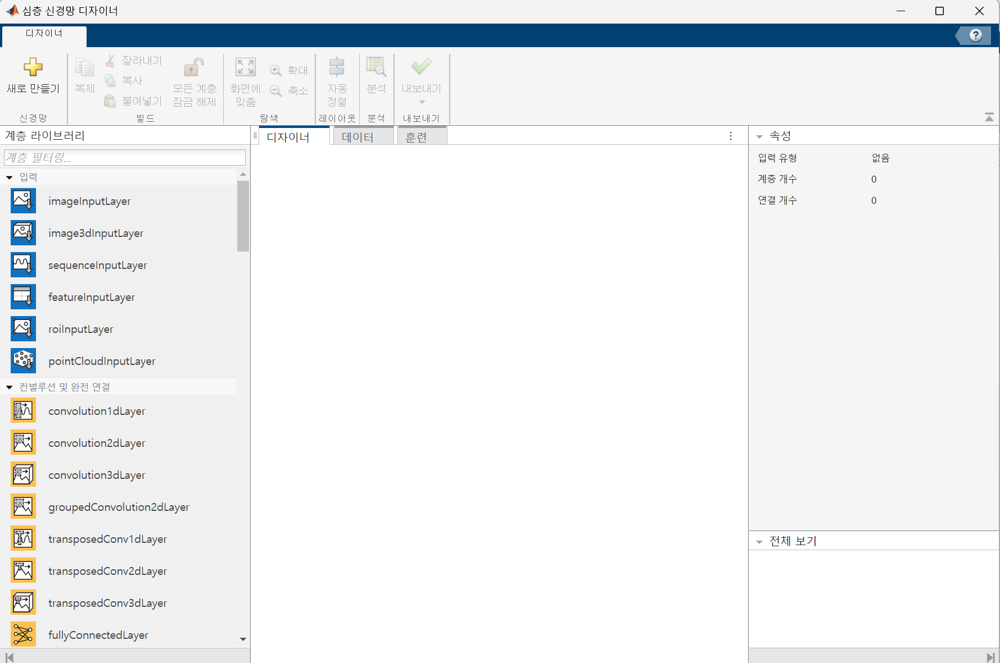 심층 신경망 디자이너
디자이너
새로 만들기
신경망
복제
잘라내기
복사
붙여넣기
모든 계층
잠금 해제
빌드
화면에
맞춤
확대
축소
탐색
자동
정렬
레이아웃
분석
분석
내보내기
내보내기
계층 라이브러리
계층 필터링...
입력
imageInputLayer
image3dInputLayer
sequenceInputLayer
featureInputLayer
roiInputLayer
pointCloudInputLayer
컨벌루션 및 완전 연결
convolution1dLayer
convolution2dLayer
convolution3dLayer
groupedConvolution2dLayer
transposedConv1dLayer
transposedConv2dLayer
transposedConv3dLayer
fullyConnectedLayer
디자이너 데이터 훈련
속성
입력 유형 없음
계층 개수 0
연결 개수 0
전체 보기